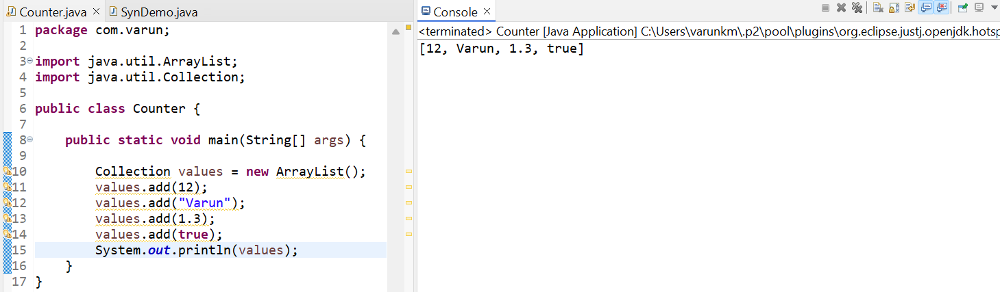 Counter.java × SynDemo.java
1 package com.varun;
2
3 import java.util.ArrayList;
4 import java.util.Collection;
5
6 public class Counter {
7
8 public static void main(String[] args) {
9
10 Collection values = new ArrayList();
11 values.add(12);
12 values.add("Varun");
13 values.add(1.3);
14 values.add(true);
15 System.out.println(values);
16 }
17 }
Console ×
<terminated> Counter [Java Application] C:\Users\varunkm\.p2\pool\plugins\org.eclipse.justj.openjdk.hotsp
[12, Varun, 1.3, true]